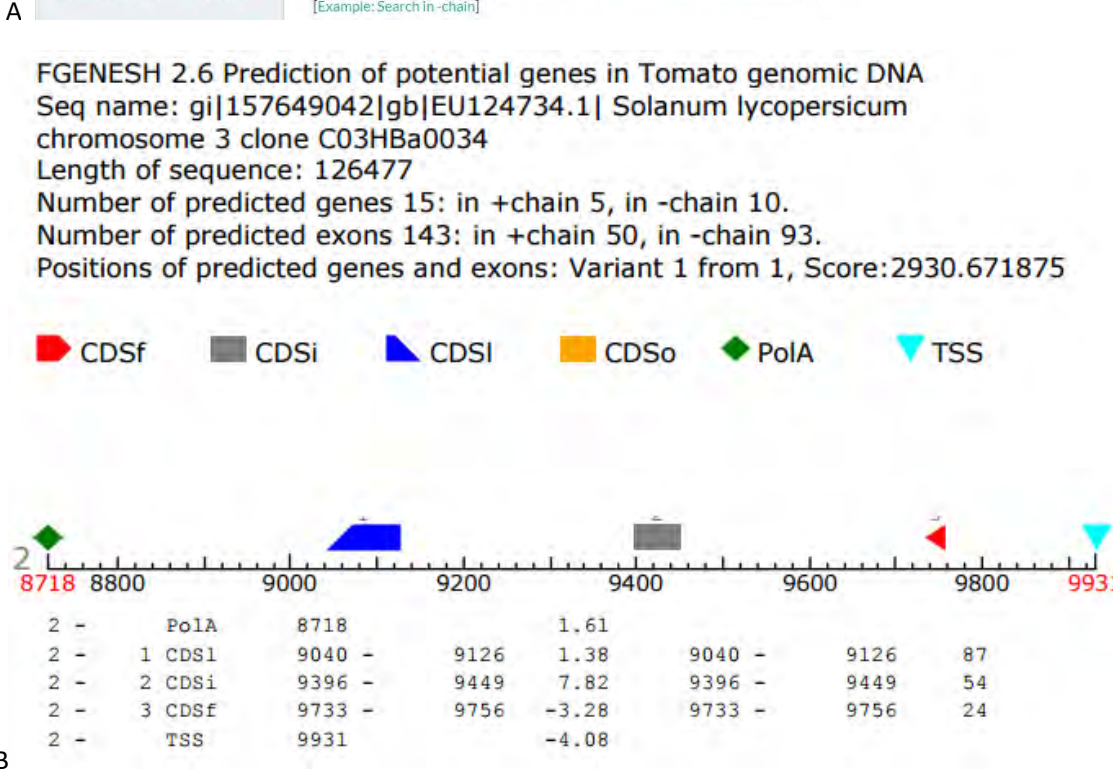 A
[Example: Search in -chain]
FGENESH 2.6 Prediction of potential genes in Tomato genomic DNA
Seq name: gi|157649042|gb|EU124734.1| Solanum lycopersicum
chromosome 3 clone C03HBa0034
Length of sequence: 126477
Number of predicted genes 15: in +chain 5, in -chain 10.
Number of predicted exons 143: in +chain 50, in -chain 93.
Positions of predicted genes and exons: Variant 1 from 1, Score:2930.671875
CDSf CDSi CDSl CDSo PolA TSS
2
8718 8800 9000 9200 9400 9600 9800
2 - PolA 8718 1.61
2 - 1 CDSl 9040 - 9126 1.38 9040 - 9126 87
2 - 2 CDSi 9396 - 9449 7.82 9396 - 9449 54
2 - 3 CDSf 9733 - 9756 -3.28 9733 - 9756 24
2 - TSS 9931 -4.08
B